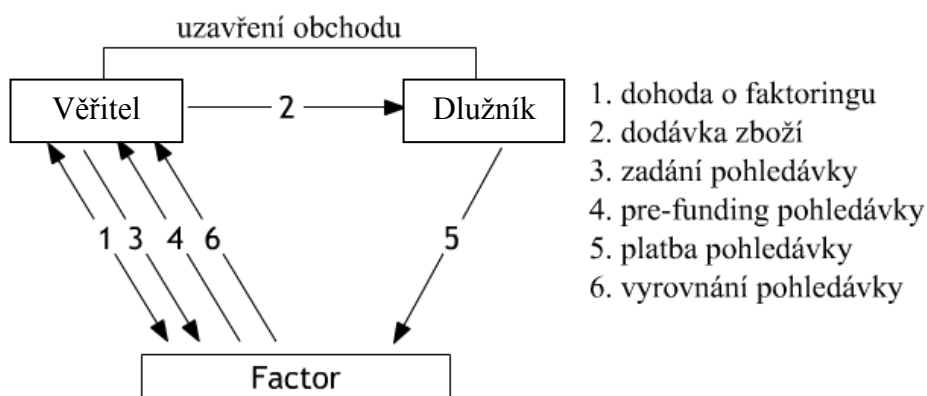 uzavření obchodu
Věřitel
2
Dlužník
1
3
4
6
5
Factor
1. dohoda o faktoringu
2. dodávka zboží
3. zadání pohledávky
4. pre-funding pohledávky
5. platba pohledávky
6. vyrovnání pohledávky